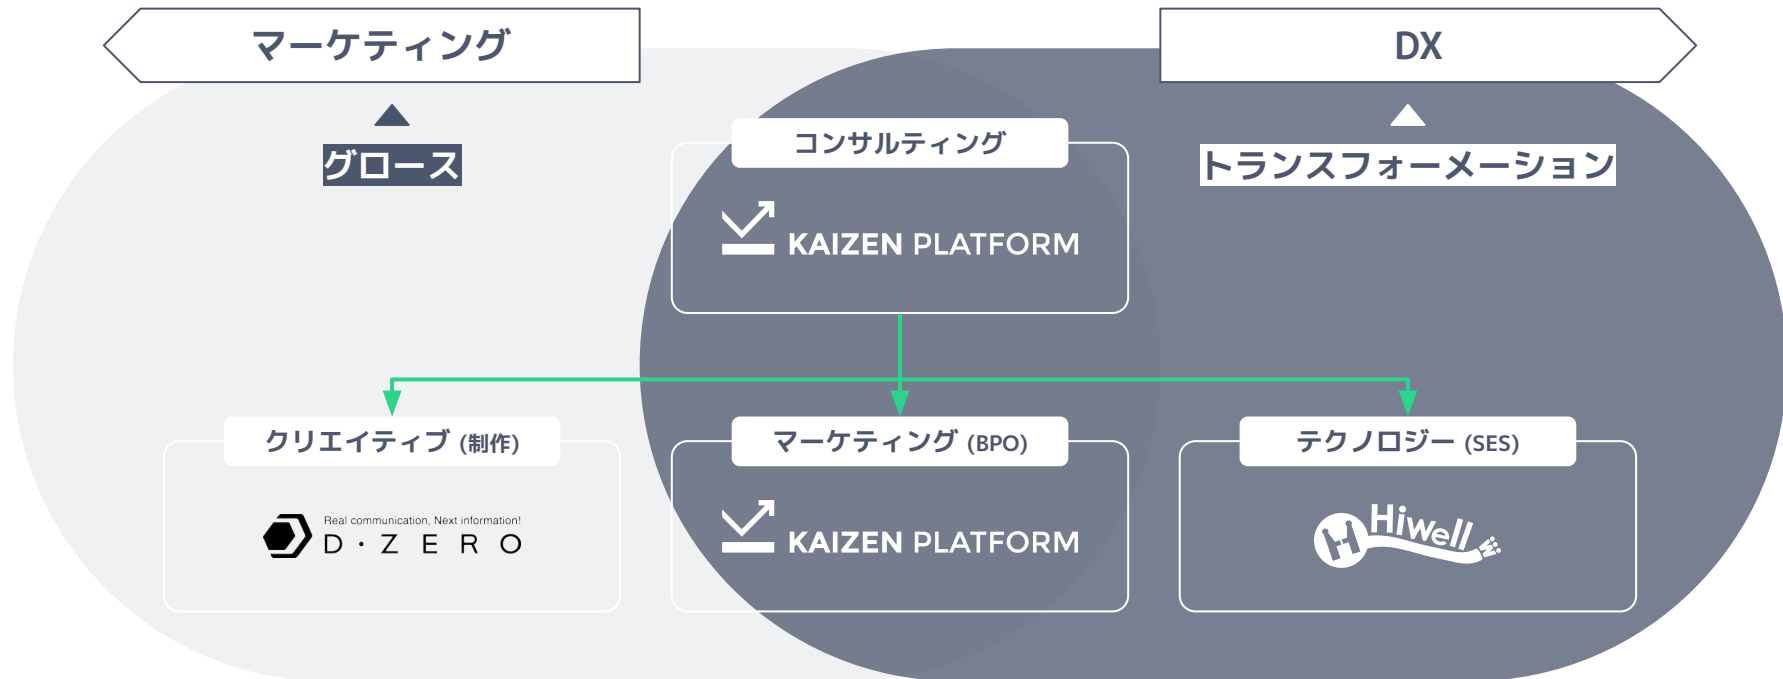 マーケティング
DX
グロース
トランスフォーメーション
コンサルティング
KAIZEN PLATFORM
クリエイティブ (制作)
Real communication, Next information!
D・ZERO
マーケティング (BPO)
KAIZEN PLATFORM
テクノロジー (SES)
Hiwell